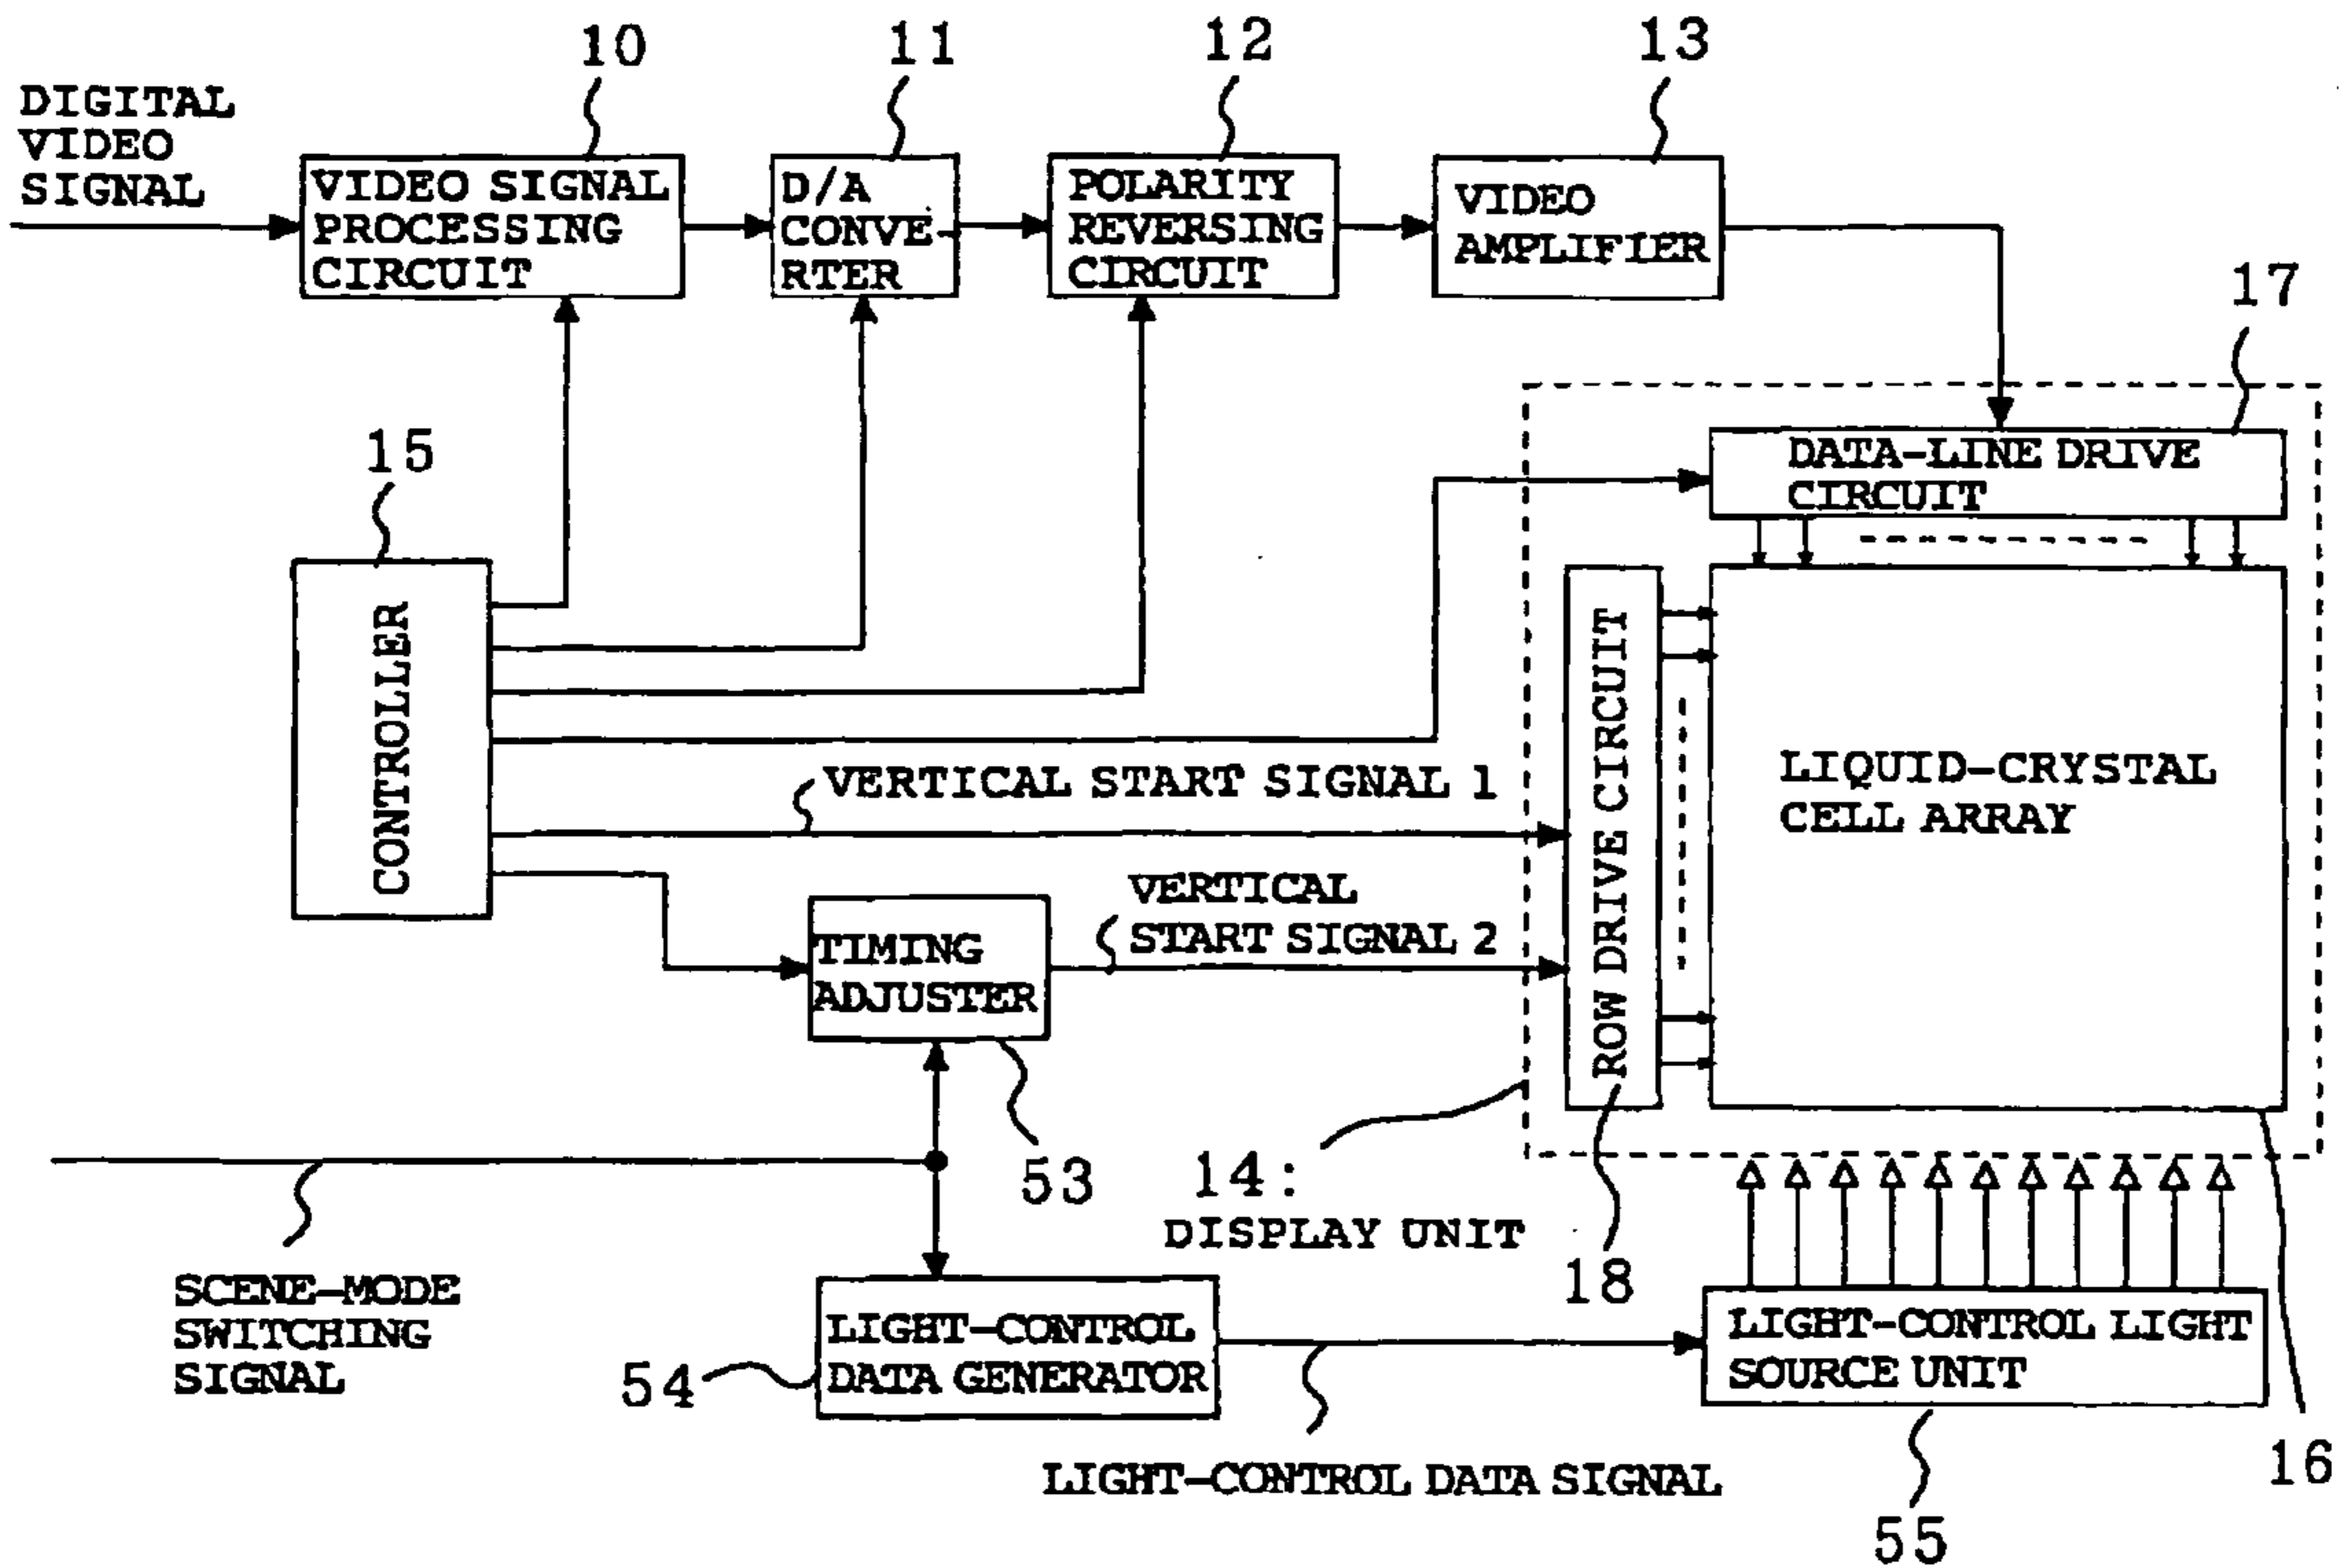 10
11
12
13
DIGITAL
VIDEO
SIGNAL
VIDEO SIGNAL
PROCESSING
CIRCUIT
D/A
CONVE-
RTER
POLARITY
REVERSING
CIRCUIT
VIDEO
AMPLIFIER
17
15
DATA-LINE DRIVE
CIRCUIT
CONTROLLER
ROW DRIVE CIRCUIT
LIQUID-CRYSTAL
CELL ARRAY
VERTICAL START SIGNAL 1
VERTICAL
START SIGNAL 2
TIMING
ADJUSTER
53
14:
DISPLAY UNIT
18
SCENE-MODE
SWITCHING
SIGNAL
54
LIGHT-CONTROL
DATA GENERATOR
LIGHT-CONTROL LIGHT
SOURCE UNIT
LIGHT-CONTROL DATA SIGNAL
16
55